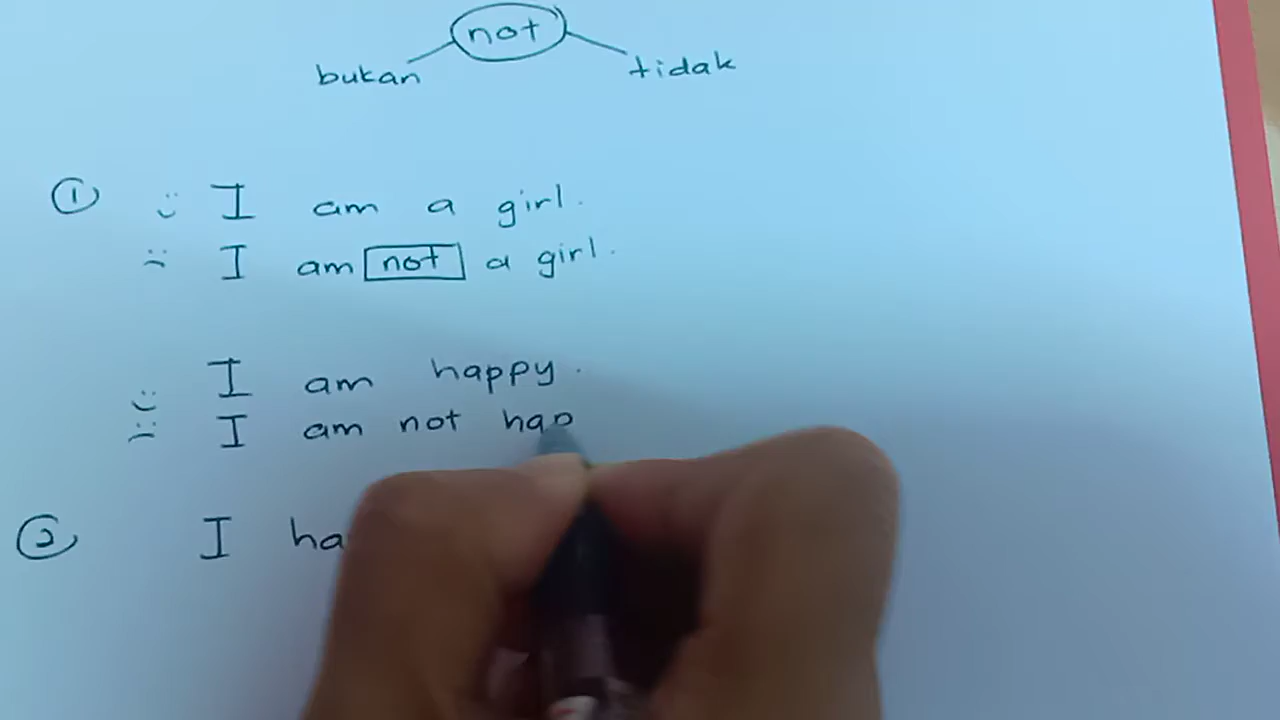 not
bukan tidak
① I am a girl.
I am not a girl.
I am happy.
I am not hap
② I ha